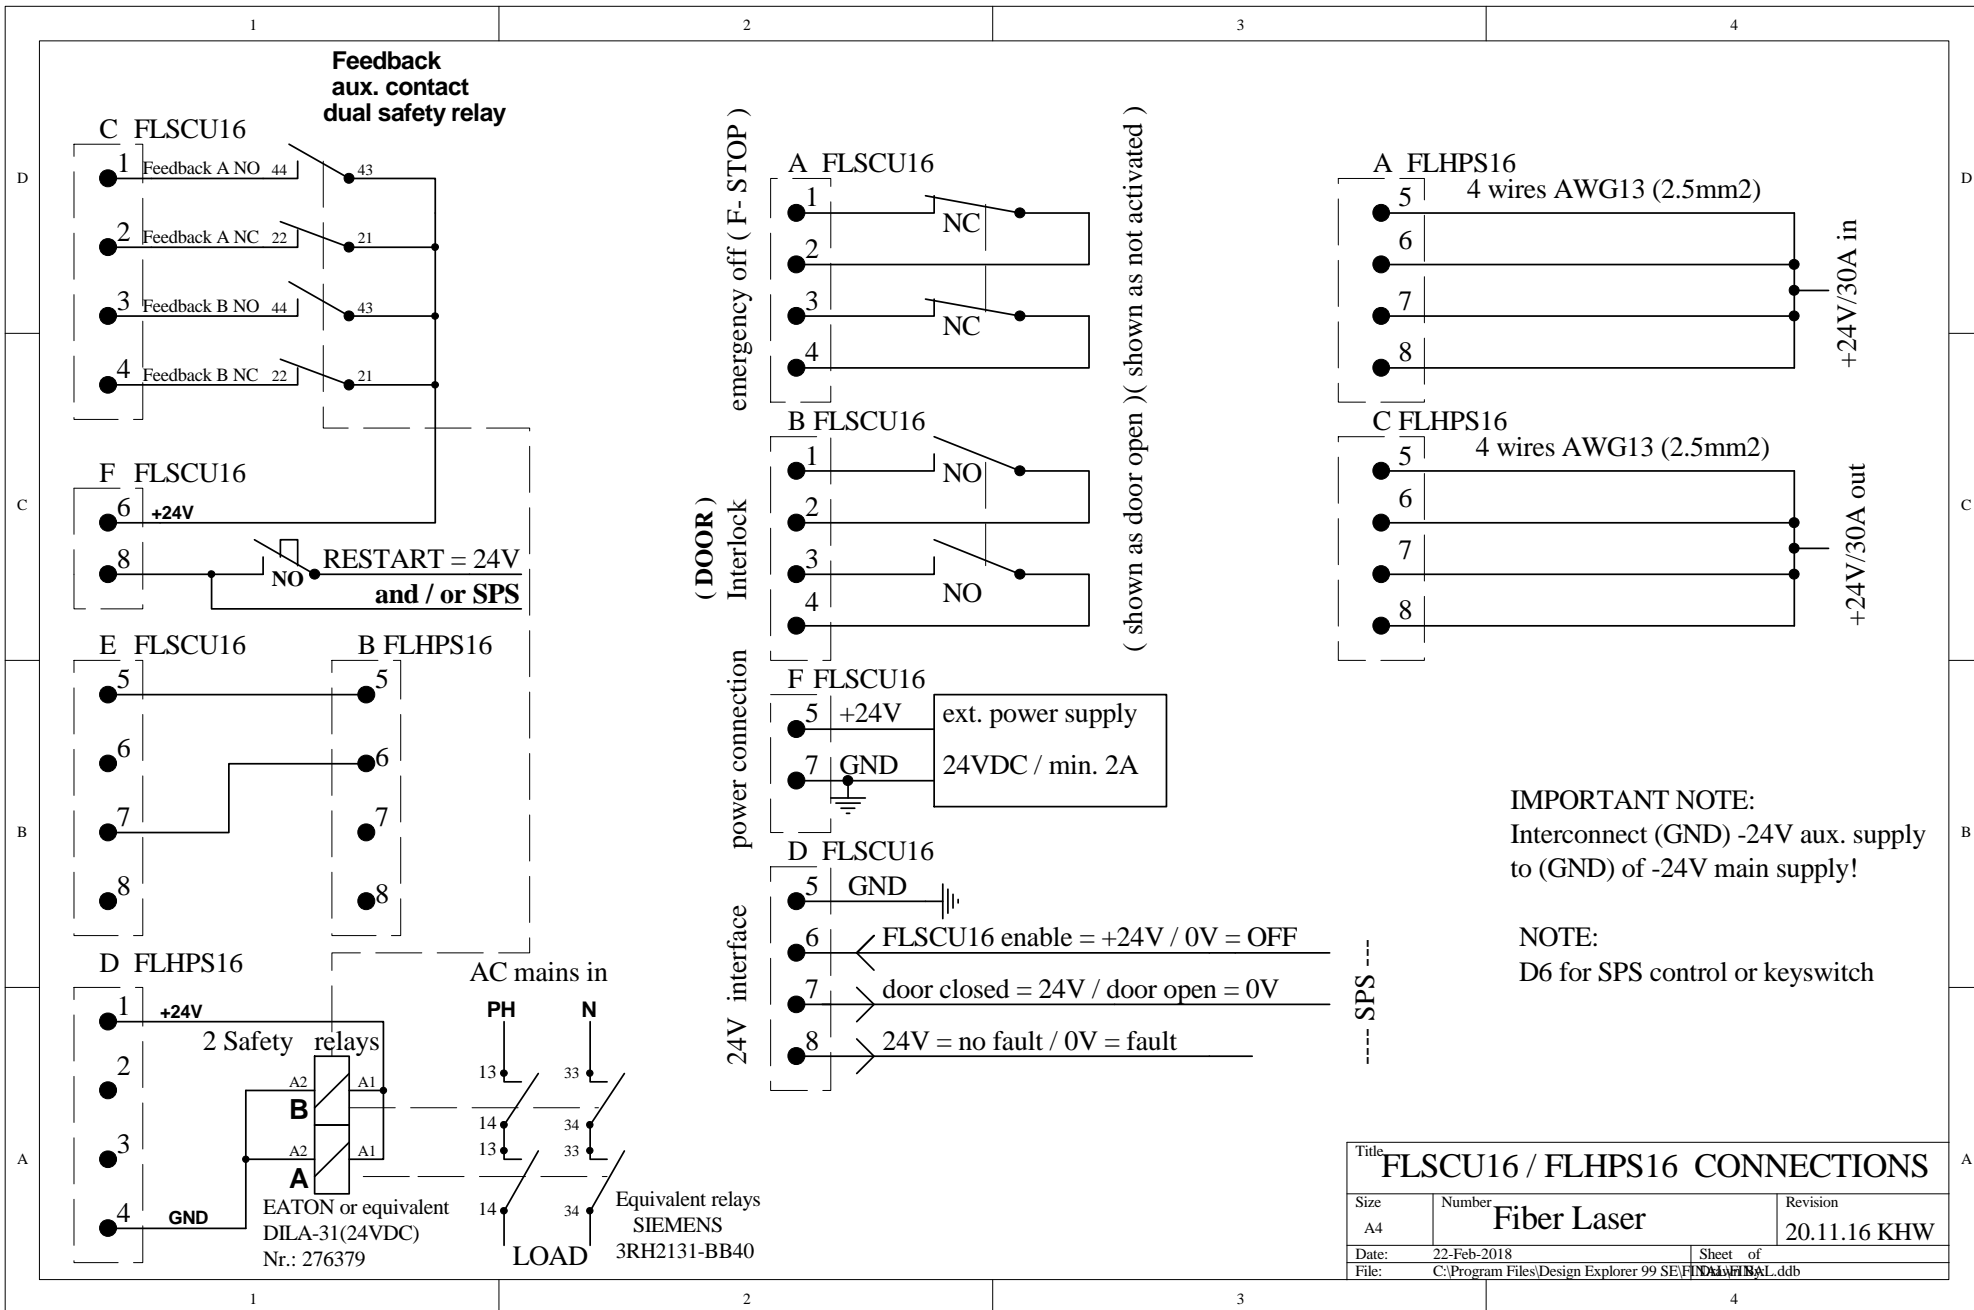 1
2
3
4
D
C
B
A
Feedback
aux. contact
dual safety relay
C FLSCU16
1 Feedback A NO 44 43
2 Feedback A NC 22 21
3 Feedback B NO 44 43
4 Feedback B NC 22 21
F FLSCU16
6 +24V
8 NO RESTART = 24V
and / or SPS
E FLSCU16
5
6
7
8
B FLHPS16
5
6
7
8
D FLHPS16
1 +24V
2
3
4 GND
2 Safety relays
A2 A1
B
A2 A1
A
EATON or equivalent
DILA-31(24VDC)
Nr.: 276379
AC mains in
PH N
13 33
14 34
13 33
14 34
LOAD
Equivalent relays
SIEMENS
3RH2131-BB40
emergency off ( F- STOP )
A FLSCU16
1
NC
2
3
NC
4
( shown as door open )( shown as not activated )
( DOOR )
Interlock
B FLSCU16
1
NO
2
3
NO
4
power connection
F FLSCU16
5 +24V
7 GND
ext. power supply
24VDC / min. 2A
24V interface
D FLSCU16
5 GND
6 FLSCU16 enable = +24V / 0V = OFF
7 door closed = 24V / door open = 0V
8 24V = no fault / 0V = fault
---- SPS ----
A FLHPS16
4 wires AWG13 (2.5mm2)
5
6
7
8
+24V/30A in
C FLHPS16
4 wires AWG13 (2.5mm2)
5
6
7
8
+24V/30A out
IMPORTANT NOTE:
Interconnect (GND) -24V aux. supply
to (GND) of -24V main supply!
NOTE:
D6 for SPS control or keyswitch
Title
FLSCU16 / FLHPS16 CONNECTIONS
Size Number Revision
A4 Fiber Laser 20.11.16 KHW
Date: 22-Feb-2018 Sheet of
File: C:\Program Files\Design Explorer 99 SE\
D
C
B
A
1
2
3
4